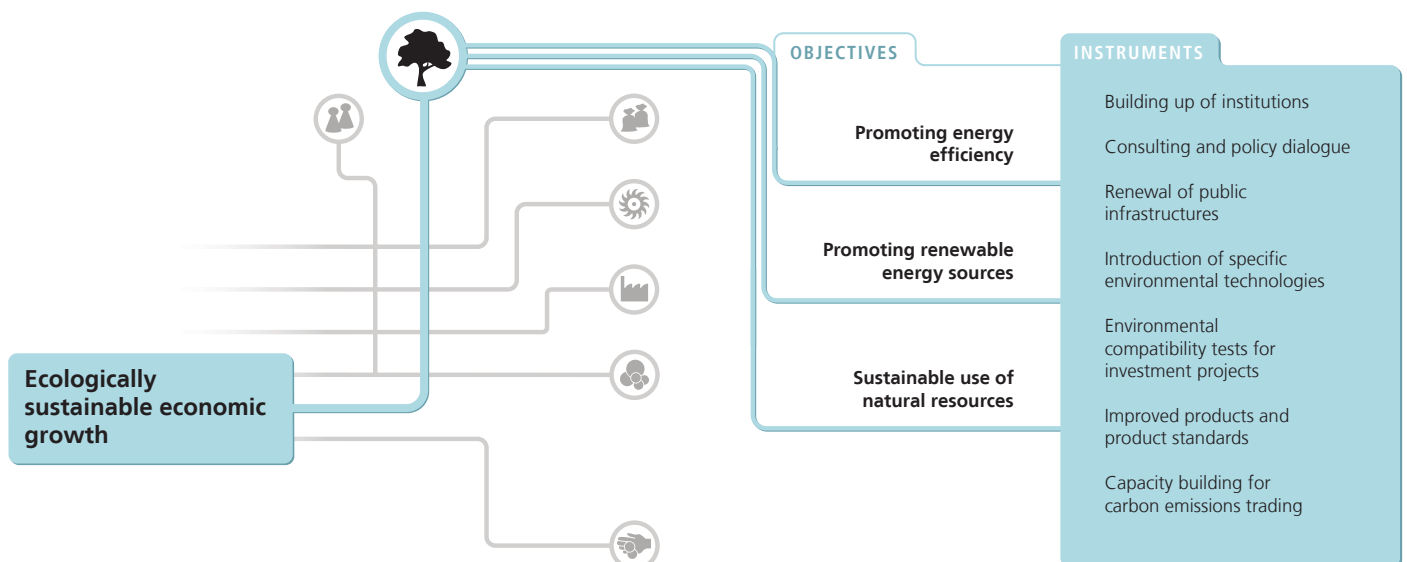 OBJECTIVES
INSTRUMENTS
Ecologically
sustainable economic
growth
Promoting energy
efficiency
Promoting renewable
energy sources
Sustainable use of
natural resources
Building up of institutions
Consulting and policy dialogue
Renewal of public
infrastructures
Introduction of specific
environmental technologies
Environmental
compatibility tests for
investment projects
Improved products and
product standards
Capacity building for
carbon emissions trading